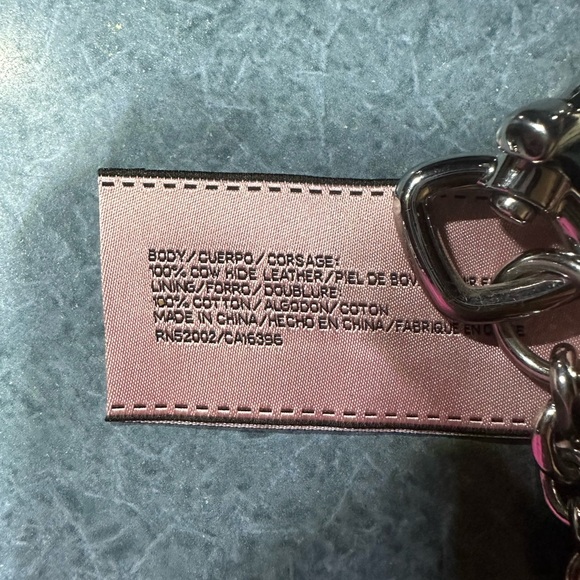 BODY/CUERPO/CORSAGE:
100% COW HIDE LEATHER/PIEL DE
LINING/FORRO/DOUBLURE:
100% COTTON/ALGODON/COTON
MADE IN CHINA/HECHO EN CHINA/FABRIQUE EN
RN52002/CA16396